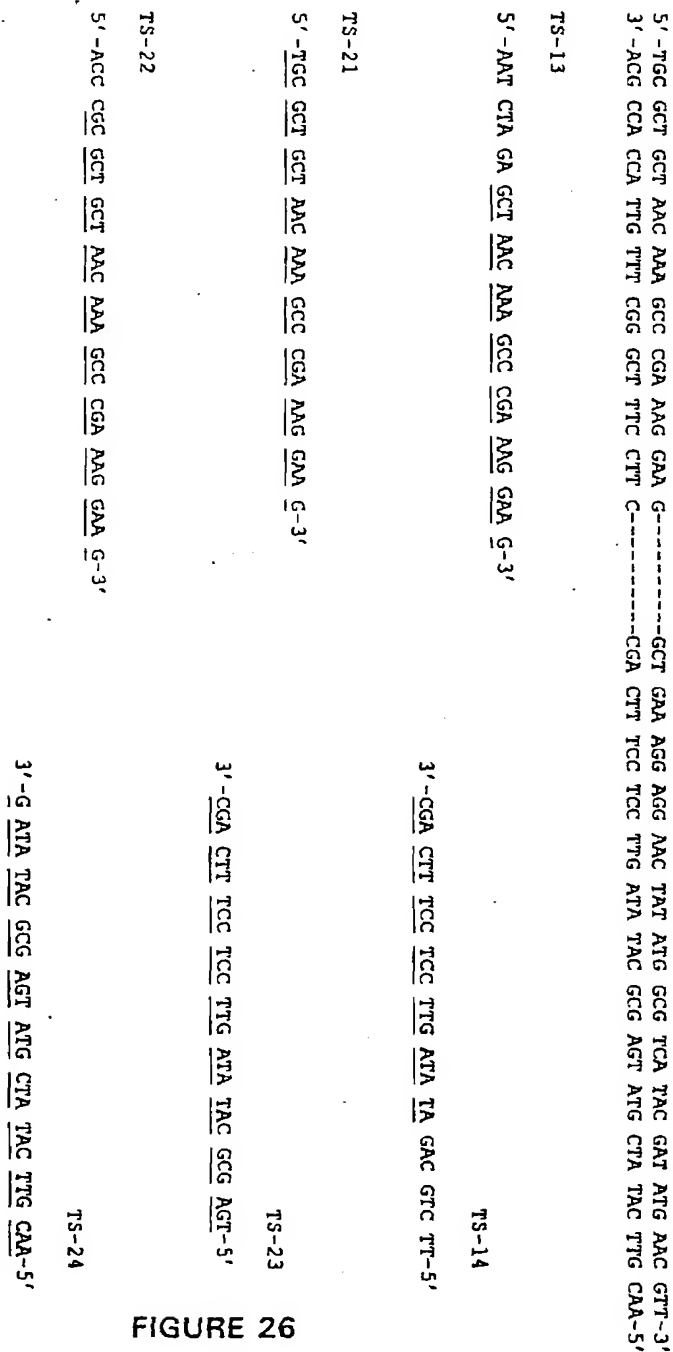 5'-TGC GCT GCT AAC AAA GCC CGA AAG GAA G----------GCT GAA AGG AGG AAC TAT ATG GCG TCA TAC GAT ATG AAC GTT-3'
3'-ACG CCA CCA TTG TTT CGG GCT TTC CTT C----------CGA CTT TCC TCC TTG ATA TAC GCG AGT ATG CTA TAC TTG CAA-5'
TS-13
5'-AAT CTA GA GCT AAC AAA GCC CGA AAG GAA G-3'
TS-14
3'-CGA CTT TCC TCC TTG ATA TA GAC GTC TT-5'
TS-21
5'-TGC GCT GCT AAC AAA GCC CGA AAG GAA G-3'
TS-23
3'-CGA CTT TCC TCC TTG ATA TAC GCG AGT-5'
TS-22
5'-ACC CGC GCT GCT AAC AAA GCC CGA AAG GAA G-3'
TS-24
3'-G ATA TAC GCG AGT ATG CTA TAC TTG CAA-5'
FIGURE 26